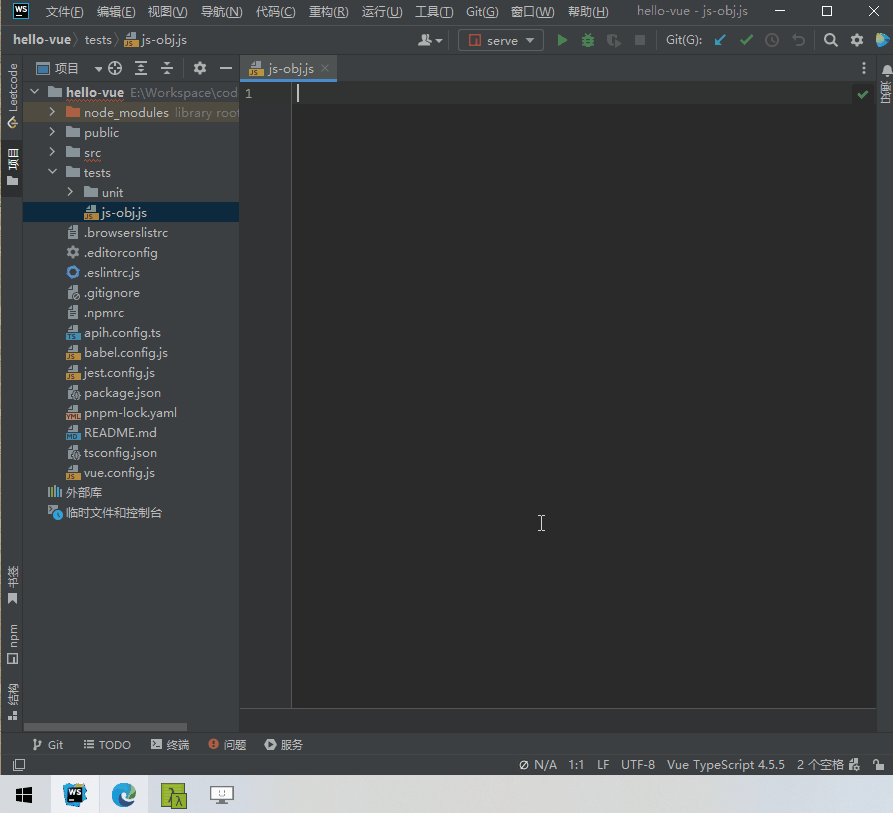 WS 文件(F) 编辑(E) 视图(V) 导航(N) 代码(C) 重构(R) 运行(U) 工具(T) Git(G) 窗口(W) 帮助(H) hello-vue - js-obj.js
hello-vue tests js-obj.js serve Git(G):
项目 js-obj.js
Leetcode
项目
通知
hello-vue E:\Workspace\cod
1
node_modules library root
public
src
tests
unit
js-obj.js
.browserslistrc
.editorconfig
.eslintrc.js
.gitignore
.npmrc
apih.config.ts
babel.config.js
jest.config.js
package.json
pnpm-lock.yaml
README.md
tsconfig.json
vue.config.js
外部库
临时文件和控制台
书签
npm
结构
Git TODO 终端 问题 服务
N/A 1:1 LF UTF-8 Vue TypeScript 4.5.5 2 个空格
WS